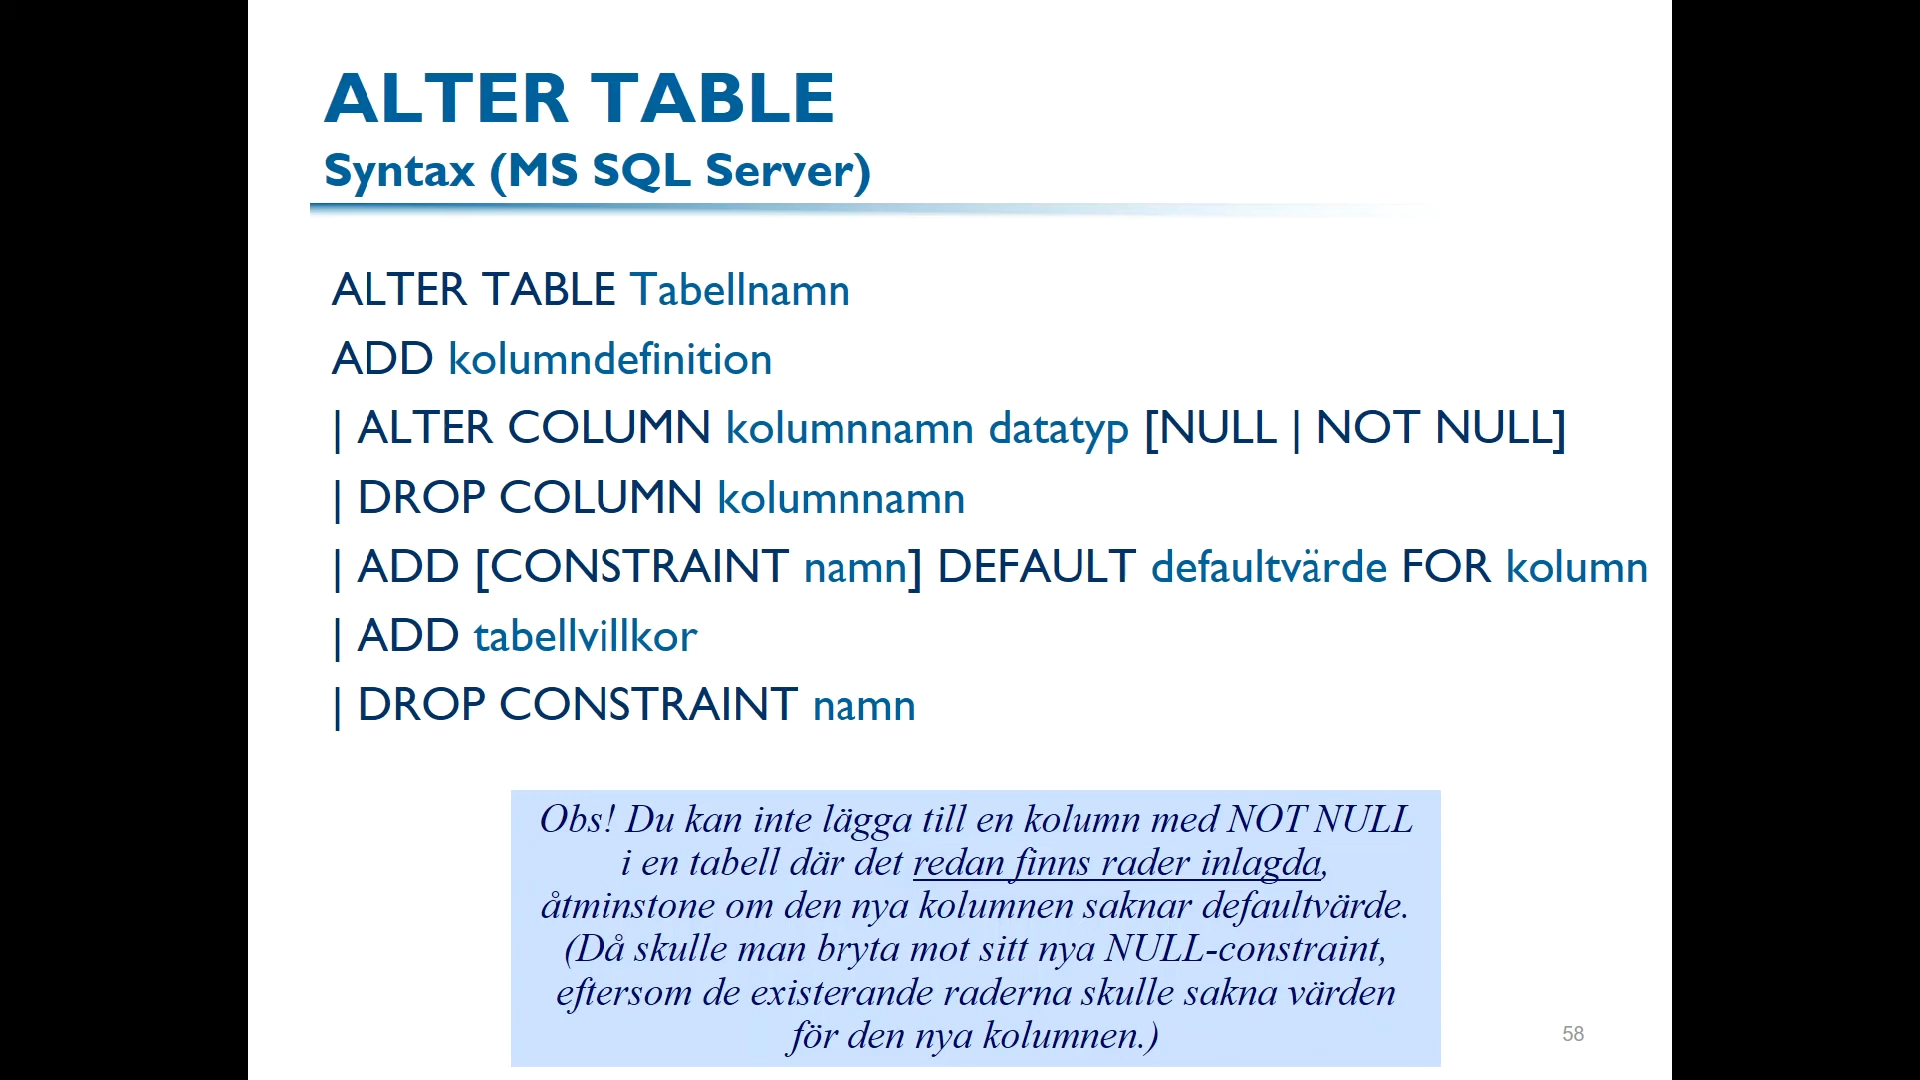 ALTER TABLE
Syntax (MS SQL Server)
ALTER TABLE Tabellnamn
ADD kolumndefinition
| ALTER COLUMN kolumnnamn datatyp [NULL | NOT NULL]
| DROP COLUMN kolumnnamn
| ADD [CONSTRAINT namn] DEFAULT defaultvärde FOR kolumn
| ADD tabellvillkor
| DROP CONSTRAINT namn
Obs! Du kan inte lägga till en kolumn med NOT NULL
i en tabell där det redan finns rader inlagda,
åtminstone om den nya kolumnen saknar defaultvärde.
(Då skulle man bryta mot sitt nya NULL-constraint,
eftersom de existerande raderna skulle sakna värden
för den nya kolumnen.)
58